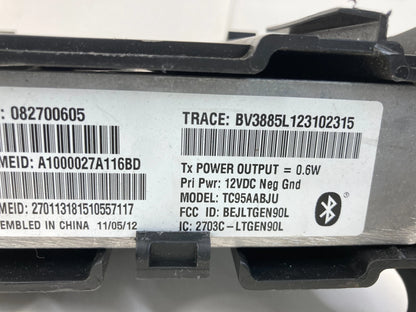 : 082700605
TRACE: BV3885L123102315
MEID: A1000027A116BD
Tx POWER OUTPUT = 0.6W
Pri Pwr: 12VDC Neg Gnd
MODEL: TC95AABJU
MEID: 270113181510557117
FCC ID: BEJLTGEN90L
EMBLED IN CHINA 11/05/12
IC: 2703C-LTGEN90L